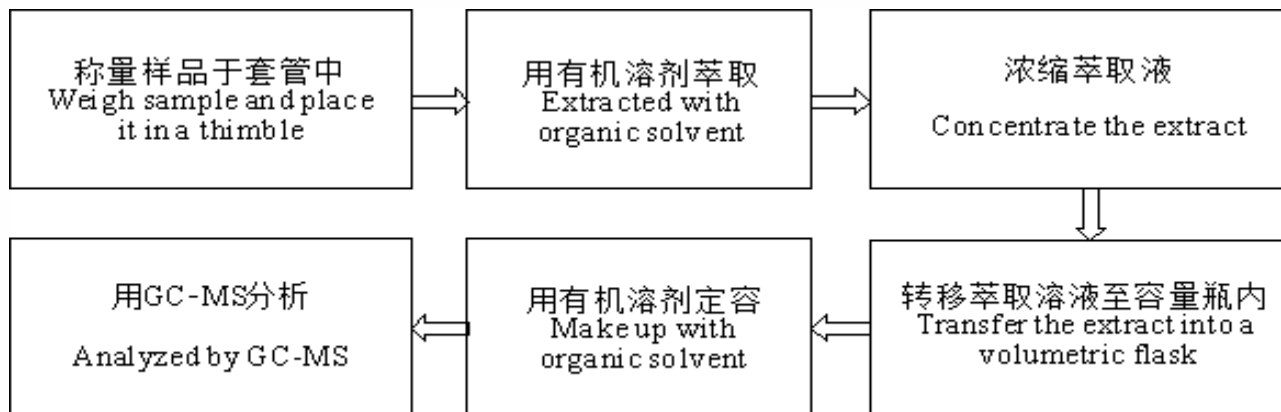 称量样品于套管中
Weigh sample and place
it in a thimble
用有机溶剂萃取
Extracted with
organic solvent
浓缩萃取液
Concentrate the extract
转移萃取溶液至容量瓶内
Transfer the extract into a
volumetric flask
用有机溶剂定容
Make up with
organic solvent
用GC-MS分析
Analyzed by GC-MS